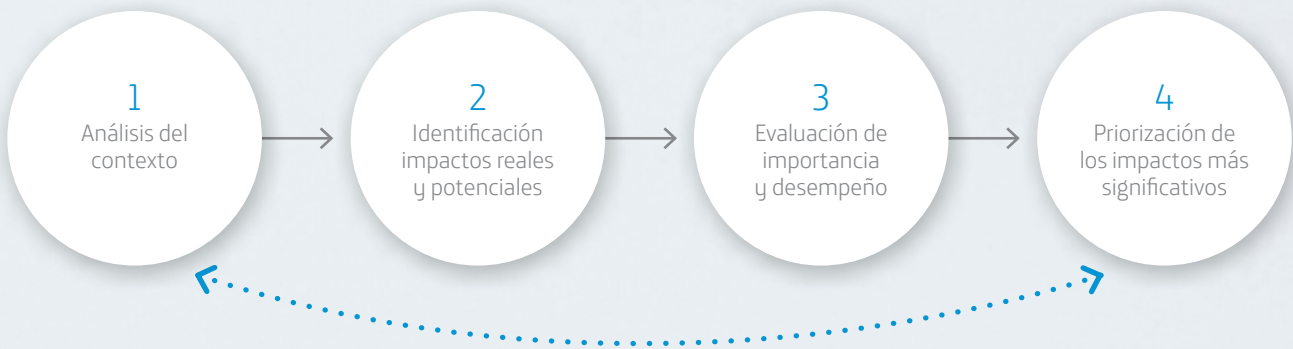 1
Análisis del
contexto
2
Identificación
impactos reales
y potenciales
3
Evaluación de
importancia
y desempeño
4
Priorización de
los impactos más
significativos